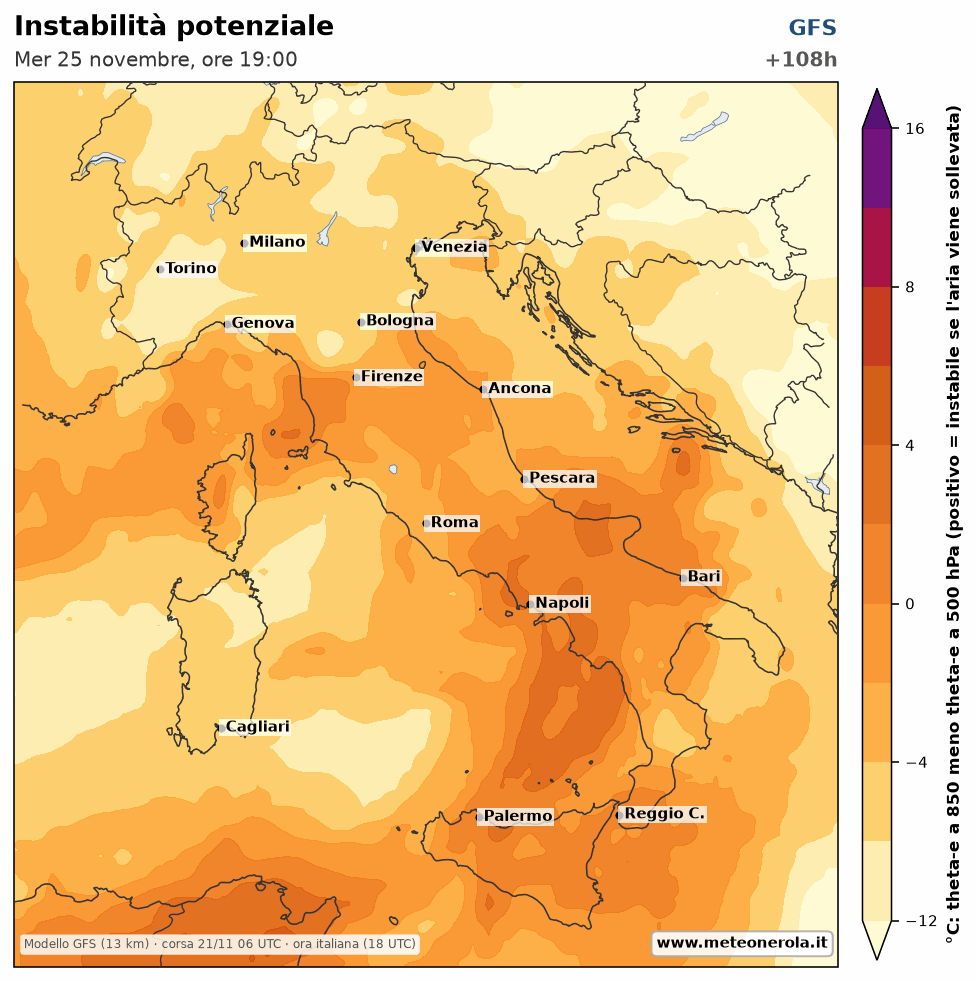 Instabilità potenziale
GFS
Mer 25 novembre, ore 19:00
+108h
16
8
4
0
−4
−12
°C: theta-e a 850 meno theta-e a 500 hPa (positivo = instabile se l'aria viene sollevata)
Milano
Venezia
Torino
Genova
Bologna
Firenze
Ancona
Pescara
Roma
Bari
Napoli
Cagliari
Palermo
Reggio C.
Modello GFS (13 km) · corsa 21/11 06 UTC · ora italiana (18 UTC)
www.meteonerola.it